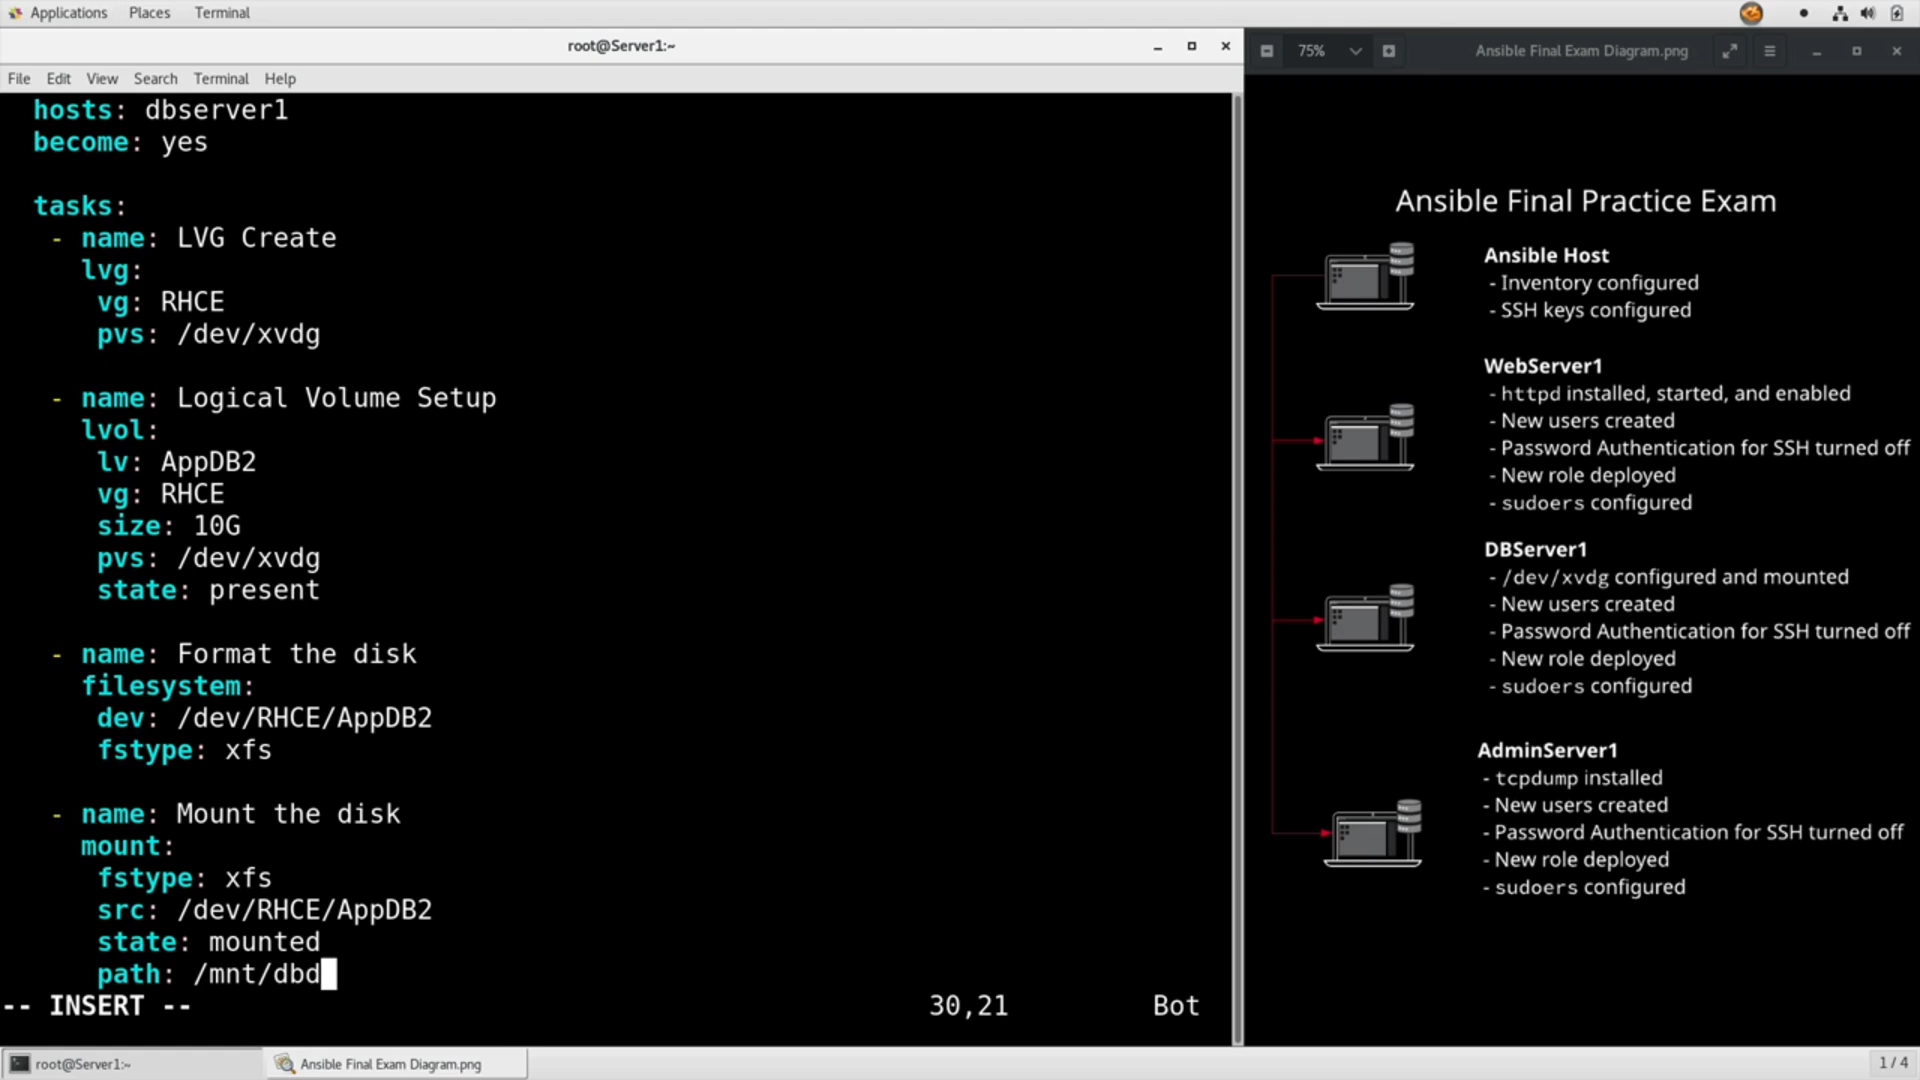 Applications Places Terminal
root@Server1:~
File Edit View Search Terminal Help
hosts: dbserver1
become: yes
tasks:
- name: LVG Create
lvg:
vg: RHCE
pvs: /dev/xvdg
- name: Logical Volume Setup
lvol:
lv: AppDB2
vg: RHCE
size: 10G
pvs: /dev/xvdg
state: present
- name: Format the disk
filesystem:
dev: /dev/RHCE/AppDB2
fstype: xfs
- name: Mount the disk
mount:
fstype: xfs
src: /dev/RHCE/AppDB2
state: mounted
path: /mnt/dbd
-- INSERT -- 30,21 Bot
75% Ansible Final Exam Diagram.png
Ansible Final Practice Exam
Ansible Host
- Inventory configured
- SSH keys configured
WebServer1
- httpd installed, started, and enabled
- New users created
- Password Authentication for SSH turned off
- New role deployed
- sudoers configured
DBServer1
- /dev/xvdg configured and mounted
- New users created
- Password Authentication for SSH turned off
- New role deployed
- sudoers configured
AdminServer1
- tcpdump installed
- New users created
- Password Authentication for SSH turned off
- New role deployed
- sudoers configured
root@Server1:~ Ansible Final Exam Diagram.png 1 / 4